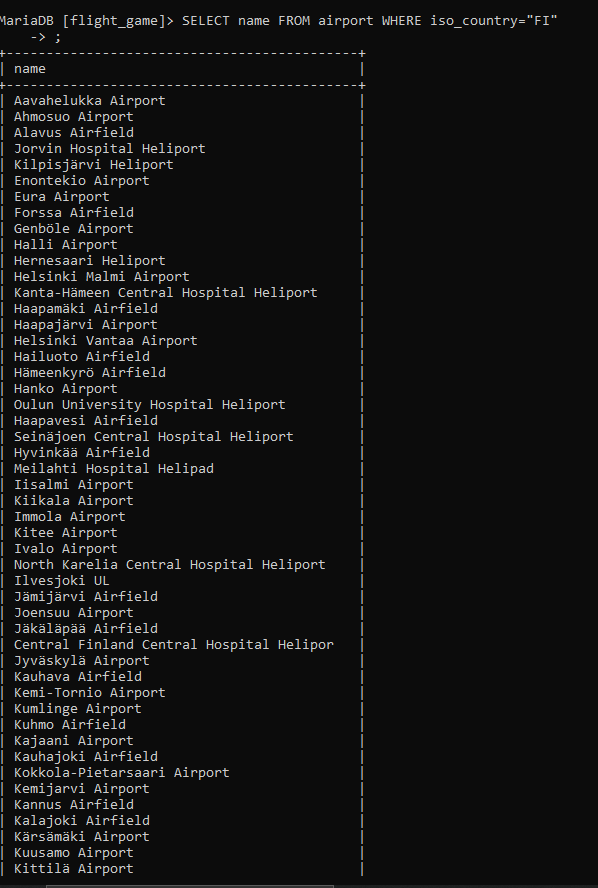 MariaDB [flight_game]> SELECT name FROM airport WHERE iso_country="FI"
    -> ;
+--------------------------------------------+
| name                                       |
+--------------------------------------------+
| Aavahelukka Airport                        |
| Ahmosuo Airport                            |
| Alavus Airfield                            |
| Jorvin Hospital Heliport                   |
| Kilpisjärvi Heliport                       |
| Enontekio Airport                          |
| Eura Airport                               |
| Forssa Airfield                            |
| Genböle Airport                            |
| Halli Airport                              |
| Hernesaari Heliport                        |
| Helsinki Malmi Airport                     |
| Kanta-Hämeen Central Hospital Heliport     |
| Haapamäki Airfield                         |
| Haapajärvi Airport                         |
| Helsinki Vantaa Airport                    |
| Hailuoto Airfield                          |
| Hämeenkyrö Airfield                        |
| Hanko Airport                              |
| Oulun University Hospital Heliport         |
| Haapavesi Airfield                         |
| Seinäjoen Central Hospital Heliport        |
| Hyvinkää Airfield                          |
| Meilahti Hospital Helipad                  |
| Iisalmi Airport                            |
| Kiikala Airport                            |
| Immola Airport                             |
| Kitee Airport                              |
| Ivalo Airport                              |
| North Karelia Central Hospital Heliport    |
| Ilvesjoki UL                               |
| Jämijärvi Airfield                         |
| Joensuu Airport                            |
| Jäkäläpää Airfield                         |
| Central Finland Central Hospital Helipor   |
| Jyväskylä Airport                          |
| Kauhava Airfield                           |
| Kemi-Tornio Airport                        |
| Kumlinge Airport                           |
| Kuhmo Airfield                             |
| Kajaani Airport                            |
| Kauhajoki Airfield                         |
| Kokkola-Pietarsaari Airport                |
| Kemijarvi Airport                          |
| Kannus Airfield                            |
| Kalajoki Airfield                          |
| Kärsämäki Airport                          |
| Kuusamo Airport                            |
| Kittilä Airport                            |